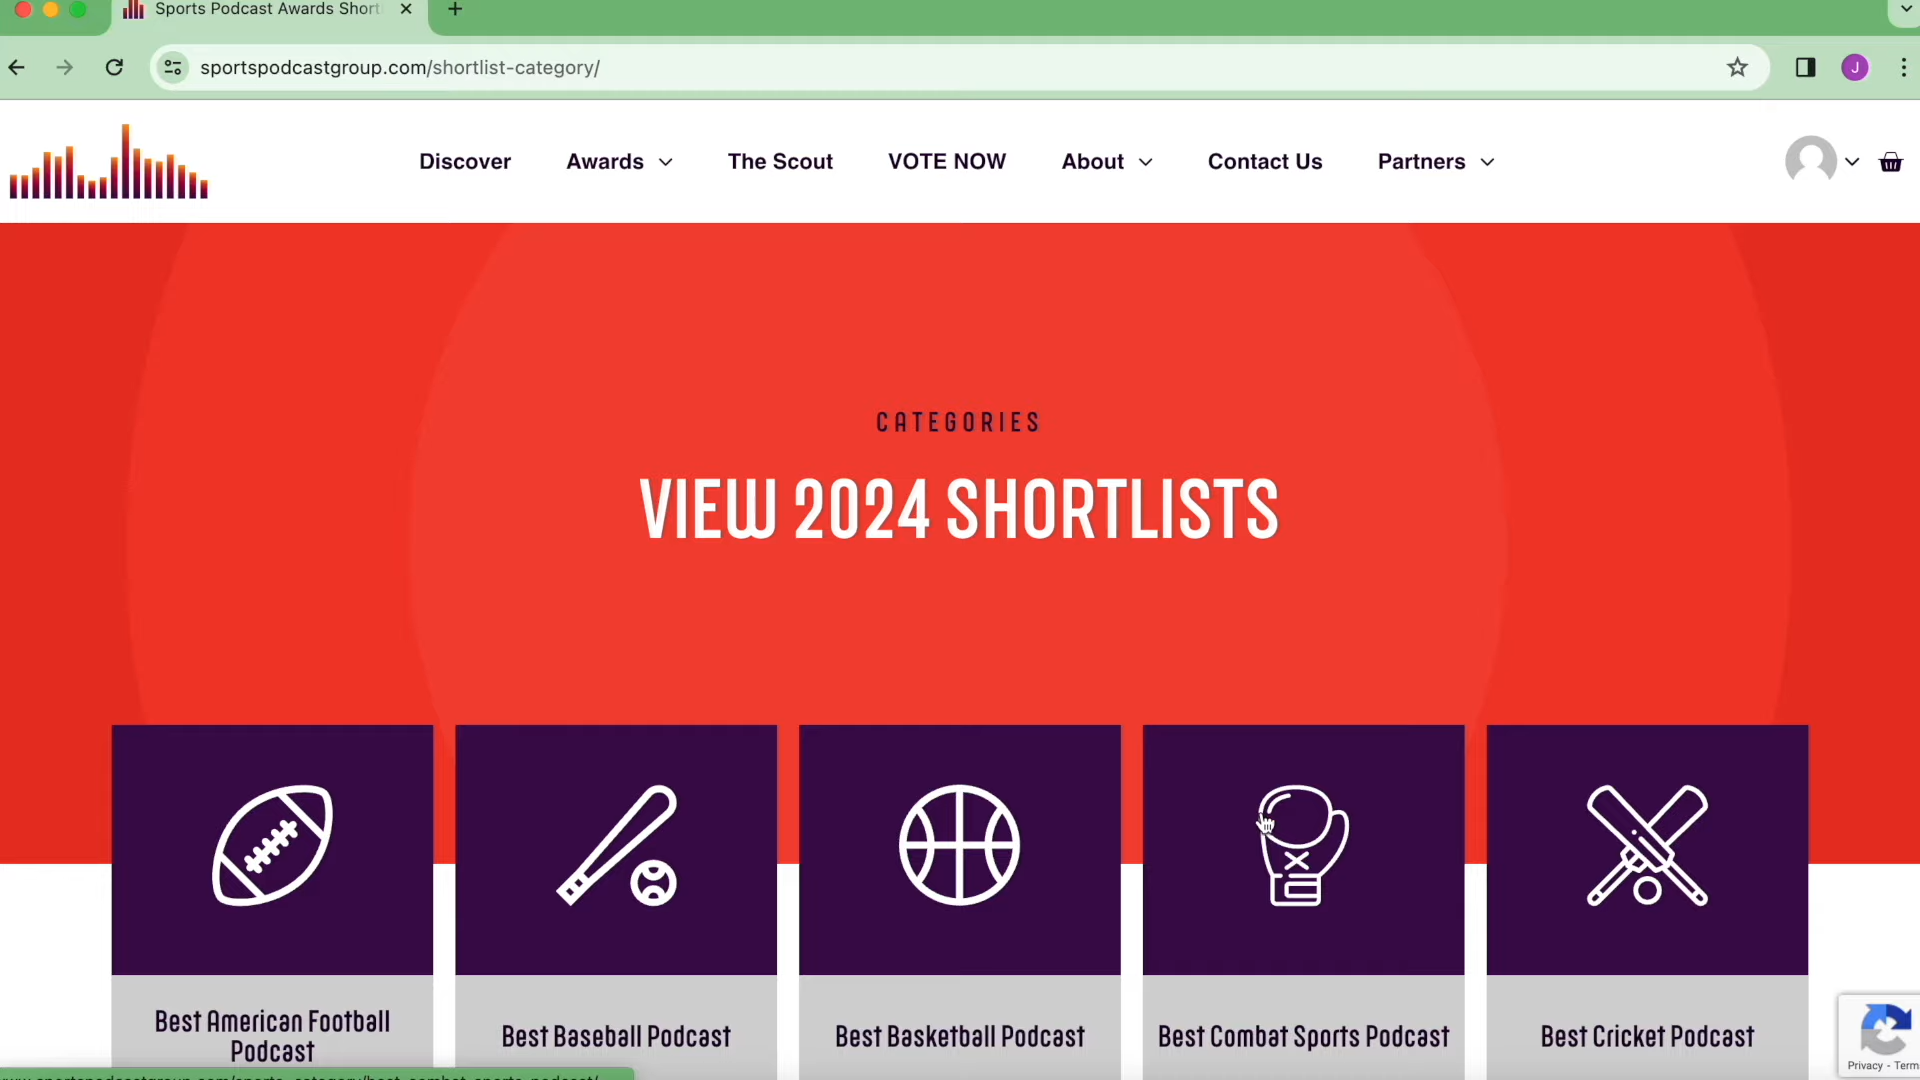 Sports Podcast Awards Short
sportspodcastgroup.com/shortlist-category/
J
Discover
Awards
The Scout
VOTE NOW
About
Contact Us
Partners
CATEGORIES
VIEW 2024 SHORTLISTS
Best American Football
Podcast
Best Baseball Podcast
Best Basketball Podcast
Best Combat Sports Podcast
Best Cricket Podcast
Privacy - Term